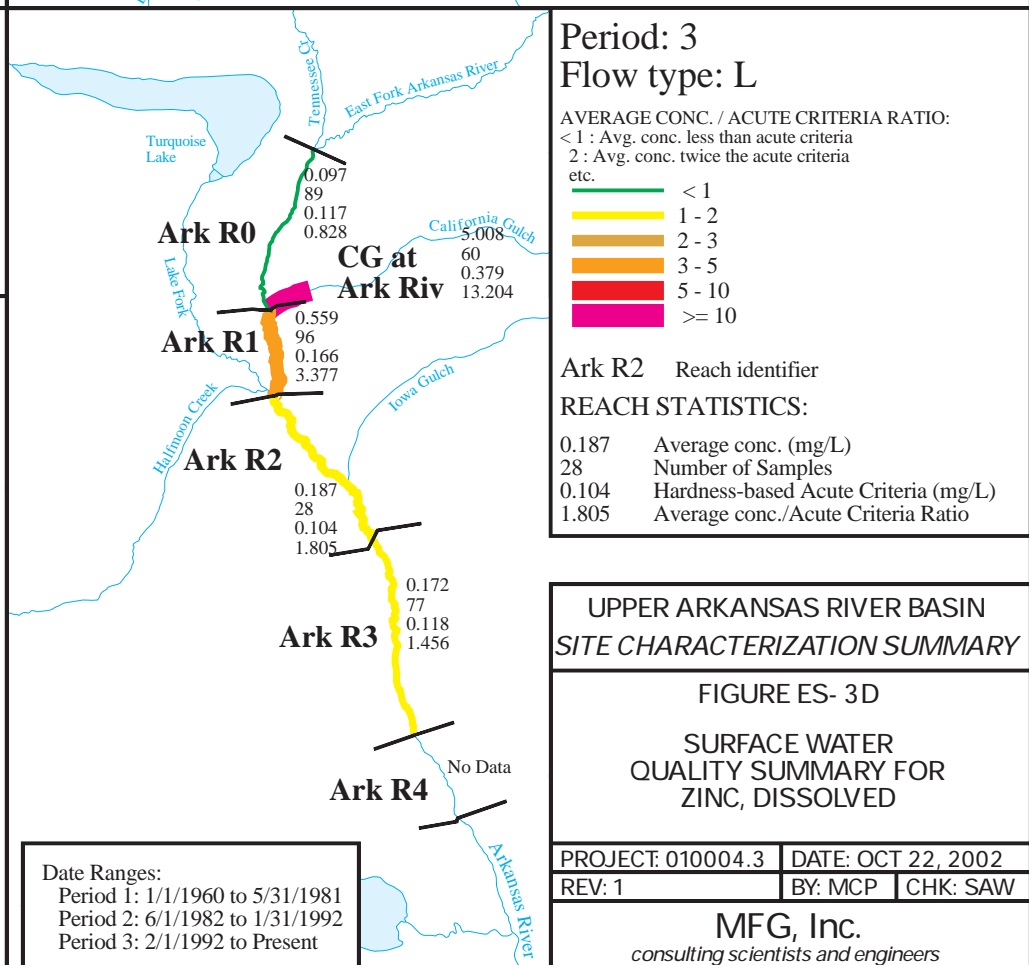 Tennessee Cr.
East Fork Arkansas River
Turquoise
Lake
0.097
89
0.117
0.828
Ark R0
California Gulch
5.008
60
0.379
13.204
CG at
Ark Riv
Lake Fork
0.559
96
0.166
3.377
Ark R1
Iowa Gulch
Halfmoon Creek
Ark R2
0.187
28
0.104
1.805
0.172
77
0.118
1.456
Ark R3
No Data
Ark R4
Arkansas River
Date Ranges:
Period 1: 1/1/1960 to 5/31/1981
Period 2: 6/1/1982 to 1/31/1992
Period 3: 2/1/1992 to Present
Period: 3
Flow type: L
AVERAGE CONC. / ACUTE CRITERIA RATIO:
< 1 : Avg. conc. less than acute criteria
2 : Avg. conc. twice the acute criteria
etc.
< 1
1 - 2
2 - 3
3 - 5
5 - 10
>= 10
Ark R2 Reach identifier
REACH STATISTICS:
0.187 Average conc. (mg/L)
28 Number of Samples
0.104 Hardness-based Acute Criteria (mg/L)
1.805 Average conc./Acute Criteria Ratio
UPPER ARKANSAS RIVER BASIN
SITE CHARACTERIZATION SUMMARY
FIGURE ES- 3D
SURFACE WATER
QUALITY SUMMARY FOR
ZINC, DISSOLVED
PROJECT: 010004.3 DATE: OCT 22, 2002
REV: 1 BY: MCP CHK: SAW
MFG, Inc.
consulting scientists and engineers